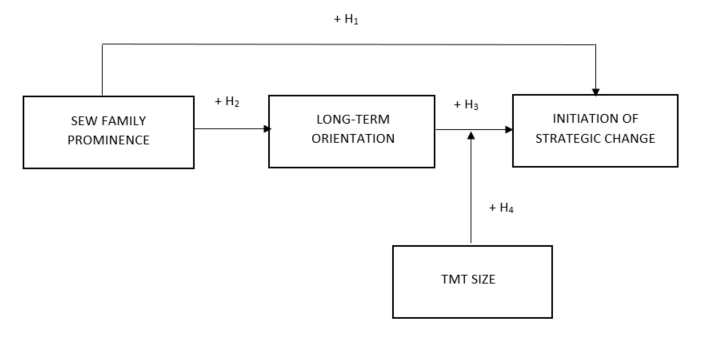 + H₁
SEW FAMILY
PROMINENCE
+ H₂
LONG-TERM
ORIENTATION
+ H₃
INITIATION OF
STRATEGIC CHANGE
+ H₄
TMT SIZE